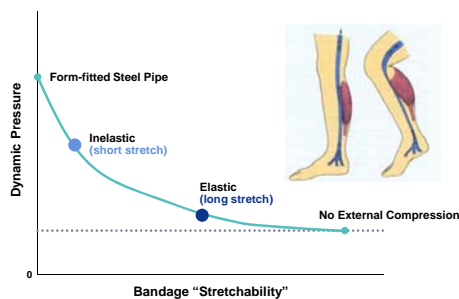 Dynamic Pressure
Form-fitted Steel Pipe
Inelastic
(short stretch)
Elastic
(long stretch)
No External Compression
0
Bandage “Stretchability”